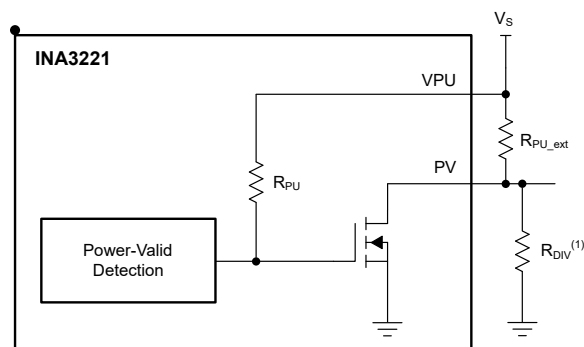 V_S
INA3221
VPU
R_PU_ext
R_PU
PV
Power-Valid
Detection
R_DIV^(1)